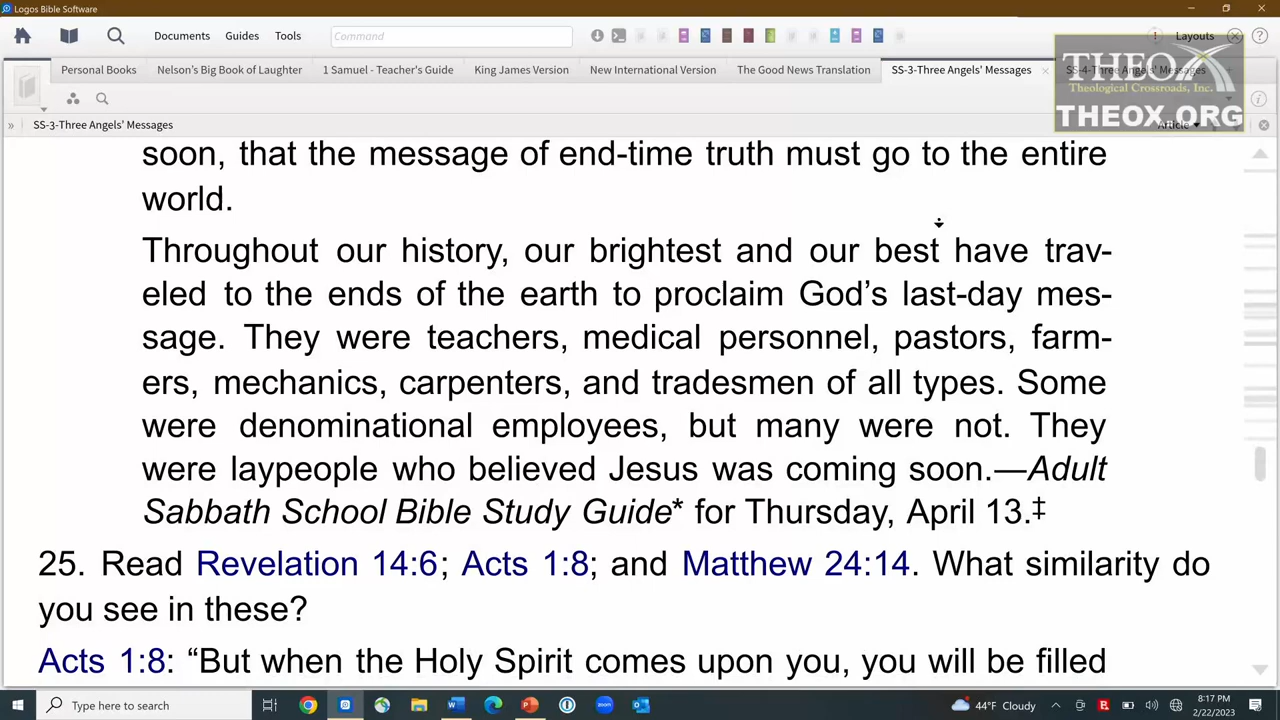 Logos Bible Software
Documents Guides Tools Command Layouts
Personal Books Nelson's Big Book of Laughter 1 Samuel King James Version New International Version The Good News Translation SS-3-Three Angels' Messages SS-4-Three Angels' Messages
THEOX
Theological Crossroads, Inc.
THEOX.ORG
SS-3-Three Angels' Messages Article
soon, that the message of end-time truth must go to the entire
world.
Throughout our history, our brightest and our best have trav-
eled to the ends of the earth to proclaim God's last-day mes-
sage. They were teachers, medical personnel, pastors, farm-
ers, mechanics, carpenters, and tradesmen of all types. Some
were denominational employees, but many were not. They
were laypeople who believed Jesus was coming soon.—Adult
Sabbath School Bible Study Guide* for Thursday, April 13.‡
25. Read Revelation 14:6; Acts 1:8; and Matthew 24:14. What similarity do
you see in these?
Acts 1:8: “But when the Holy Spirit comes upon you, you will be filled
Type here to search 44°F Cloudy 8:17 PM
2/22/2023